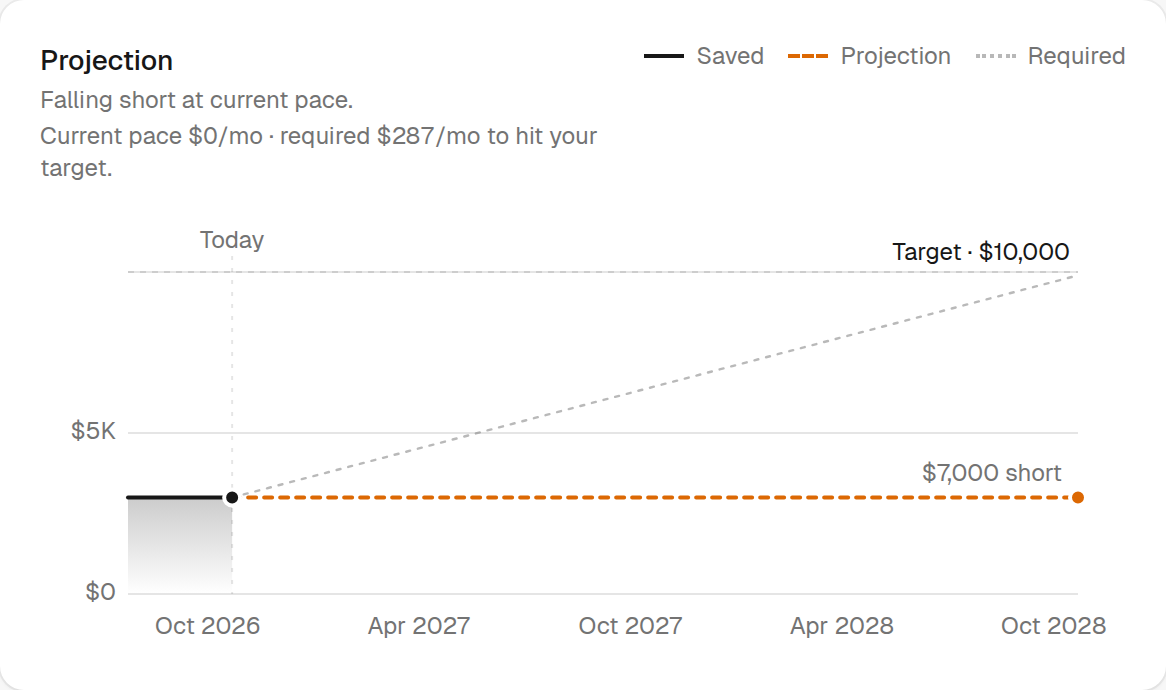 Projection
Saved
Projection
Required
Falling short at current pace.
Current pace $0/mo · required $287/mo to hit your
target.
Today
Target · $10,000
$5K
$7,000 short
$0
Oct 2026
Apr 2027
Oct 2027
Apr 2028
Oct 2028